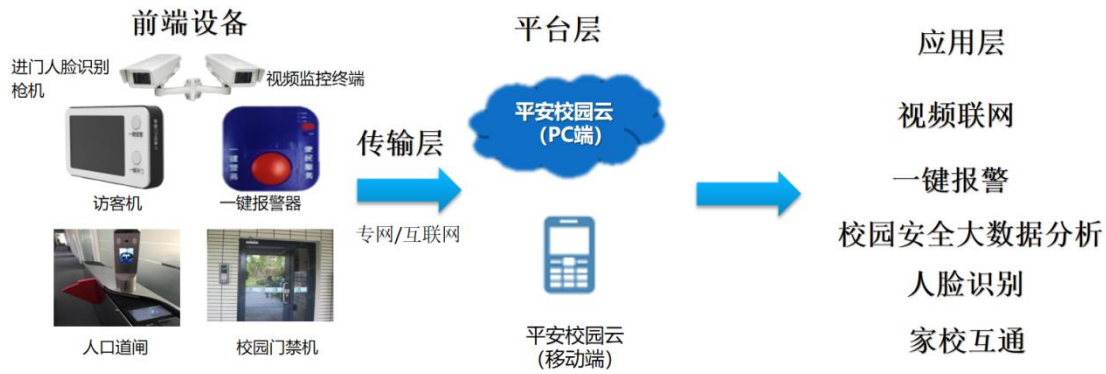 前端设备
进门人脸识别
枪机
视频监控终端
访客机
一键报警器
人口道闸
校园门禁机
传输层
专网/互联网
平台层
平安校园云
(PC端)
平安校园云
(移动端)
应用层
视频联网
一键报警
校园安全大数据分析
人脸识别
家校互通